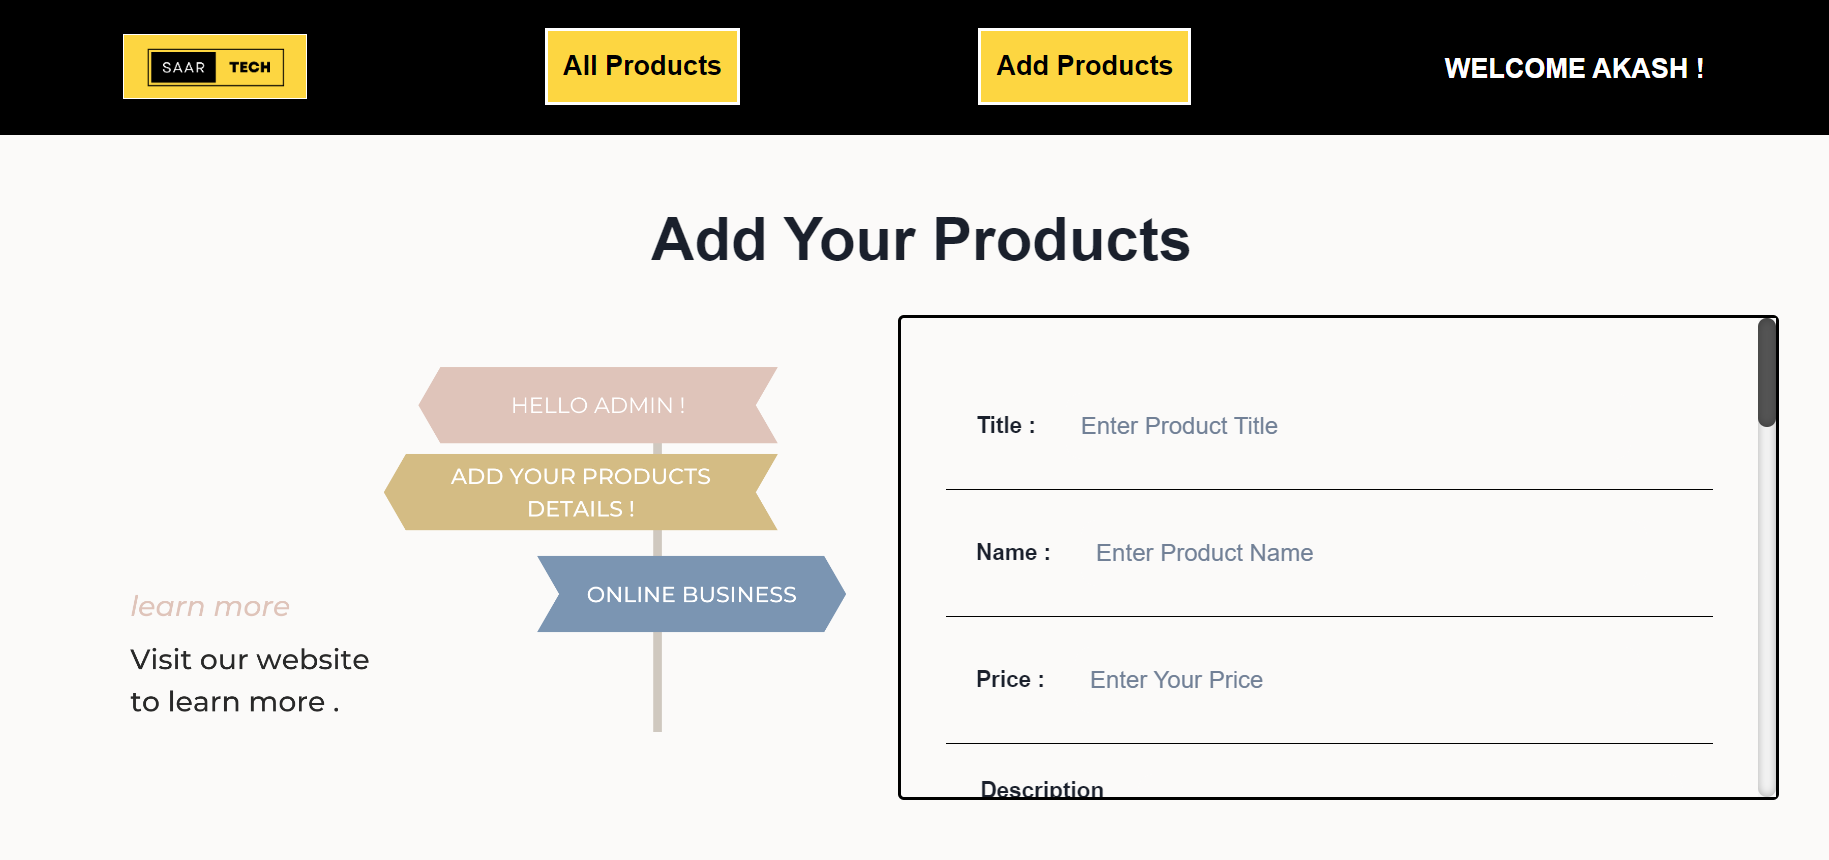 SAAR TECH
All Products
Add Products
WELCOME AKASH !
Add Your Products
HELLO ADMIN !
ADD YOUR PRODUCTS
DETAILS !
ONLINE BUSINESS
learn more
Visit our website
to learn more .
Title : Enter Product Title
Name : Enter Product Name
Price : Enter Your Price
Description